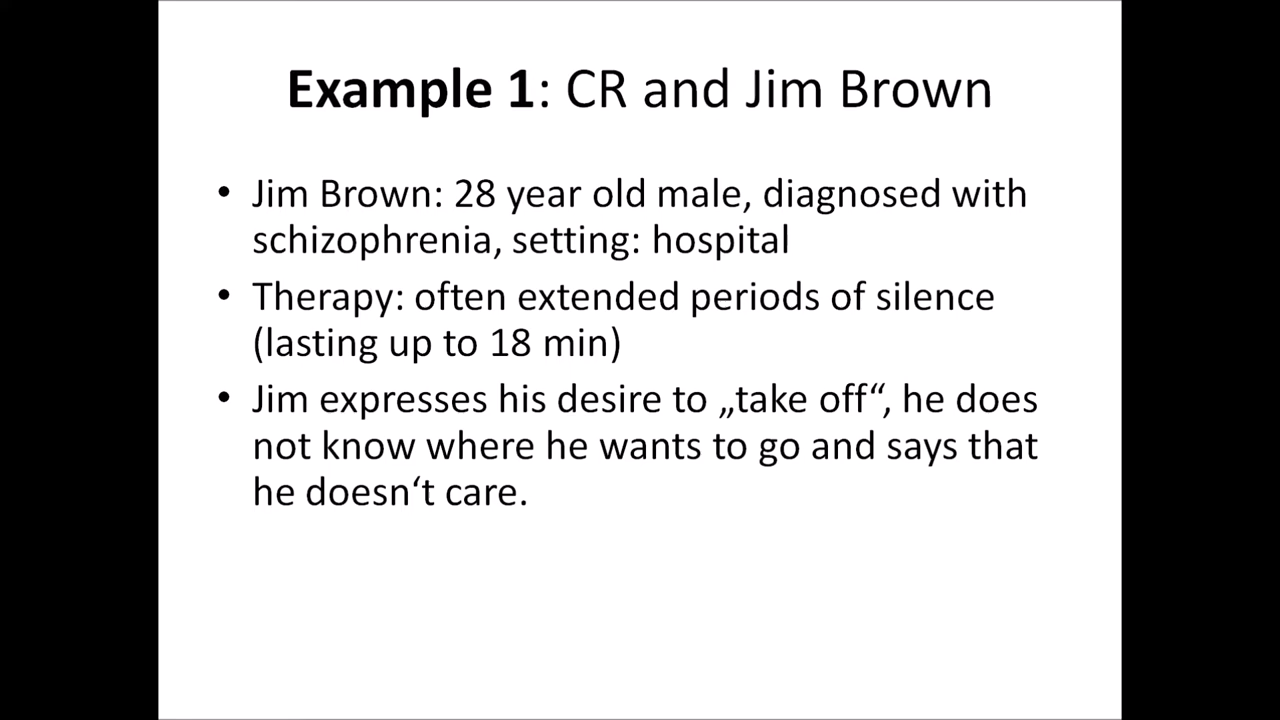 Example 1: CR and Jim Brown
• Jim Brown: 28 year old male, diagnosed with
schizophrenia, setting: hospital
• Therapy: often extended periods of silence
(lasting up to 18 min)
• Jim expresses his desire to „take off“, he does
not know where he wants to go and says that
he doesn‘t care.